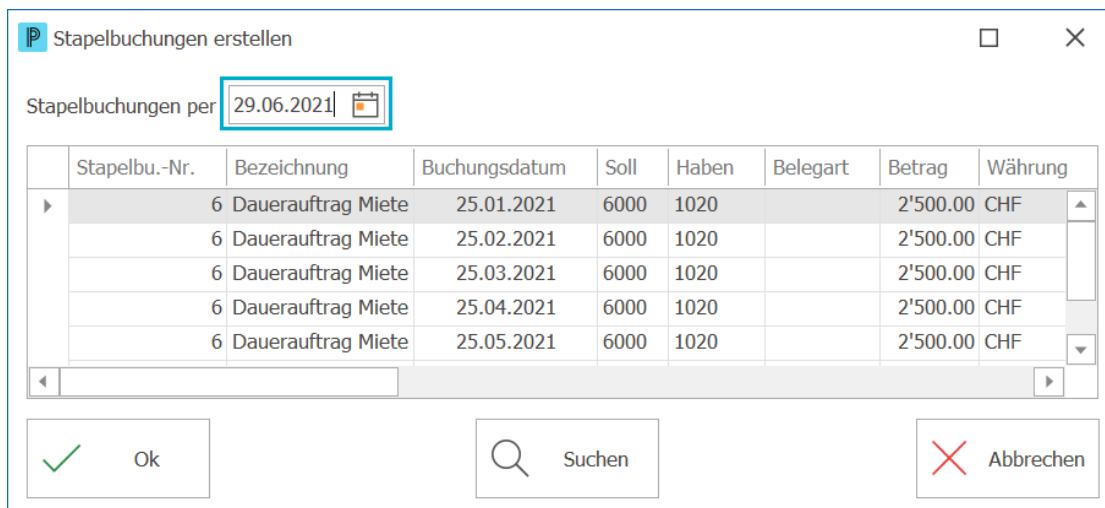 Stapelbuchungen erstellen
Stapelbuchungen per 29.06.2021
Stapelbu.-Nr. Bezeichnung Buchungsdatum Soll Haben Belegart Betrag Währung
6 Dauerauftrag Miete 25.01.2021 6000 1020 2'500.00 CHF
6 Dauerauftrag Miete 25.02.2021 6000 1020 2'500.00 CHF
6 Dauerauftrag Miete 25.03.2021 6000 1020 2'500.00 CHF
6 Dauerauftrag Miete 25.04.2021 6000 1020 2'500.00 CHF
6 Dauerauftrag Miete 25.05.2021 6000 1020 2'500.00 CHF
Ok Suchen Abbrechen